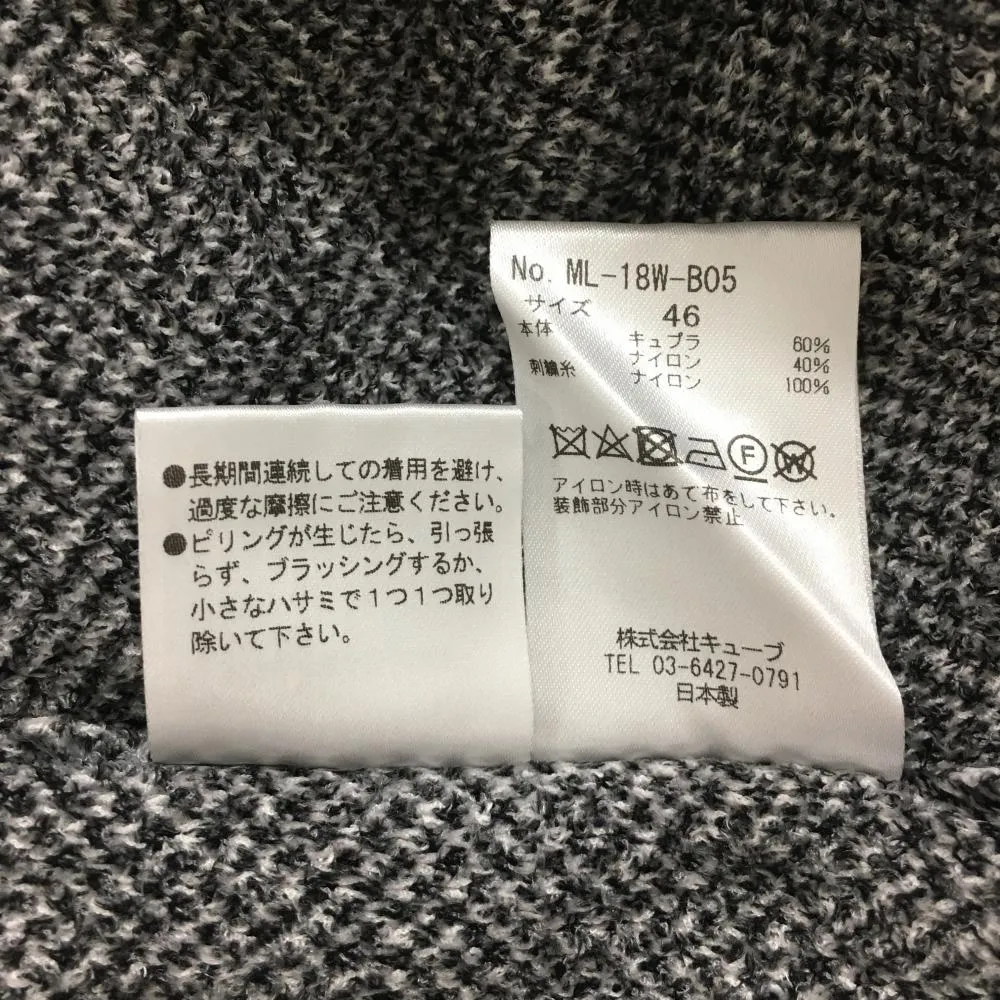 ●長期間連続しての着用を避け、
過度な摩擦にご注意ください。
●ピリングが生じたら、引っ張
らず、ブラッシングするか、
小さなハサミで1つ1つ取り
除いて下さい。
No. ML-18W-B05
サイズ 46
本体 キュプラ 60%
ナイロン 40%
刺繍糸 ナイロン 100%
F W
アイロン時はあて布をして下さい。
装飾部分アイロン禁止
株式会社キューブ
TEL 03-6427-0791
日本製